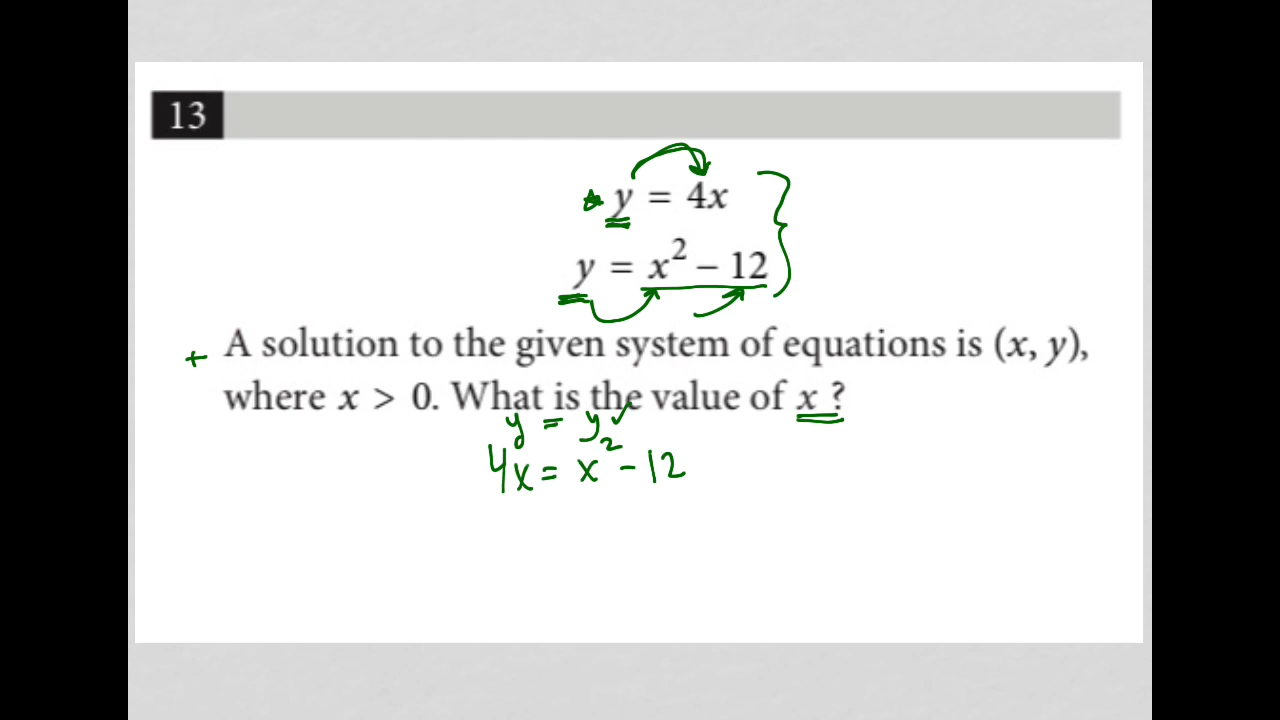 13
y = 4x
y = x² – 12
+ A solution to the given system of equations is (x, y),
where x > 0. What is the value of x ?
y = y ✓
4x = x² - 12